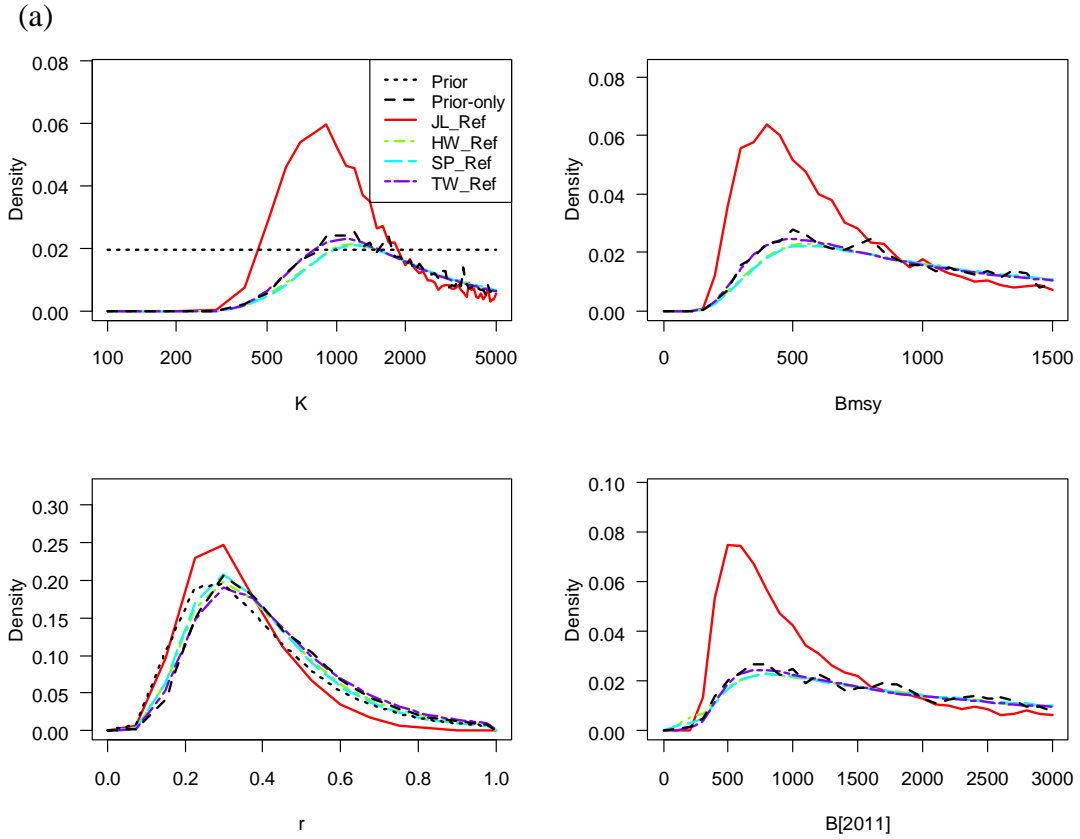 (a)
0.08
0.06
0.04
0.02
0.00
Density
100 200 500 1000 2000 5000
K
Prior
Prior-only
JL_Ref
HW_Ref
SP_Ref
TW_Ref
0.08
0.06
0.04
0.02
0.00
Density
0 500 1000 1500
Bmsy
0.30
0.25
0.20
0.15
0.10
0.05
0.00
Density
0.0 0.2 0.4 0.6 0.8 1.0
r
0.10
0.08
0.06
0.04
0.02
0.00
Density
0 500 1000 1500 2000 2500 3000
B[2011]